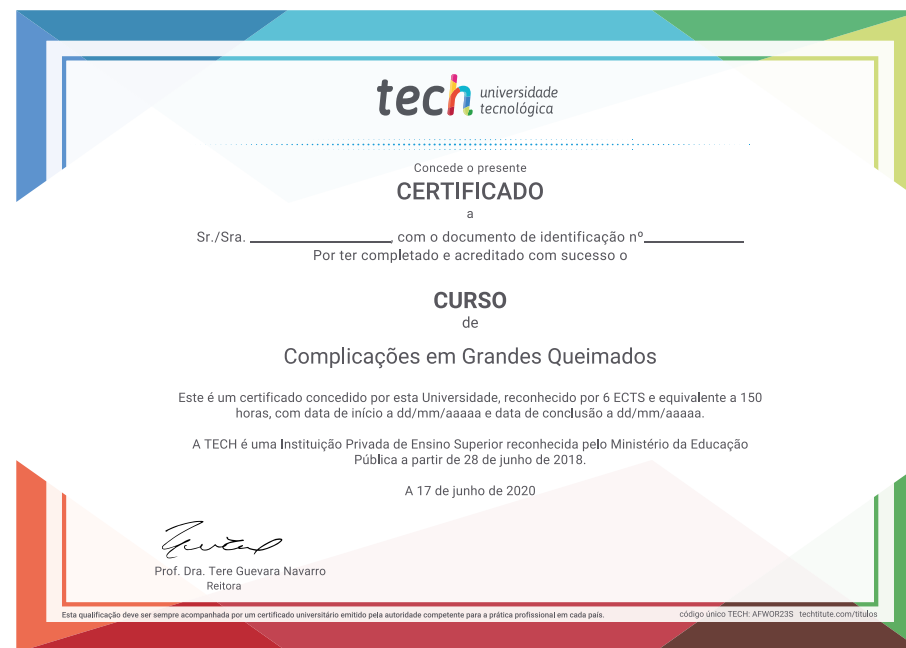 tech universidade
tecnológica
Concede o presente
CERTIFICADO
a
Sr./Sra. , com o documento de identificação nº
Por ter completado e acreditado com sucesso o
CURSO
de
Complicações em Grandes Queimados
Este é um certificado concedido por esta Universidade, reconhecido por 6 ECTS e equivalente a 150
horas, com data de início a dd/mm/aaaaa e data de conclusão a dd/mm/aaaaa.
A TECH é uma Instituição Privada de Ensino Superior reconhecida pelo Ministério da Educação
Pública a partir de 28 de junho de 2018.
A 17 de junho de 2020
Prof. Dra. Tere Guevara Navarro
Reitora
Esta qualificação deve ser sempre acompanhada por um certificado universitário emitido pela autoridade competente para a prática profissional em cada país. código único TECH: AFWOR23S techtitute.com/titulos